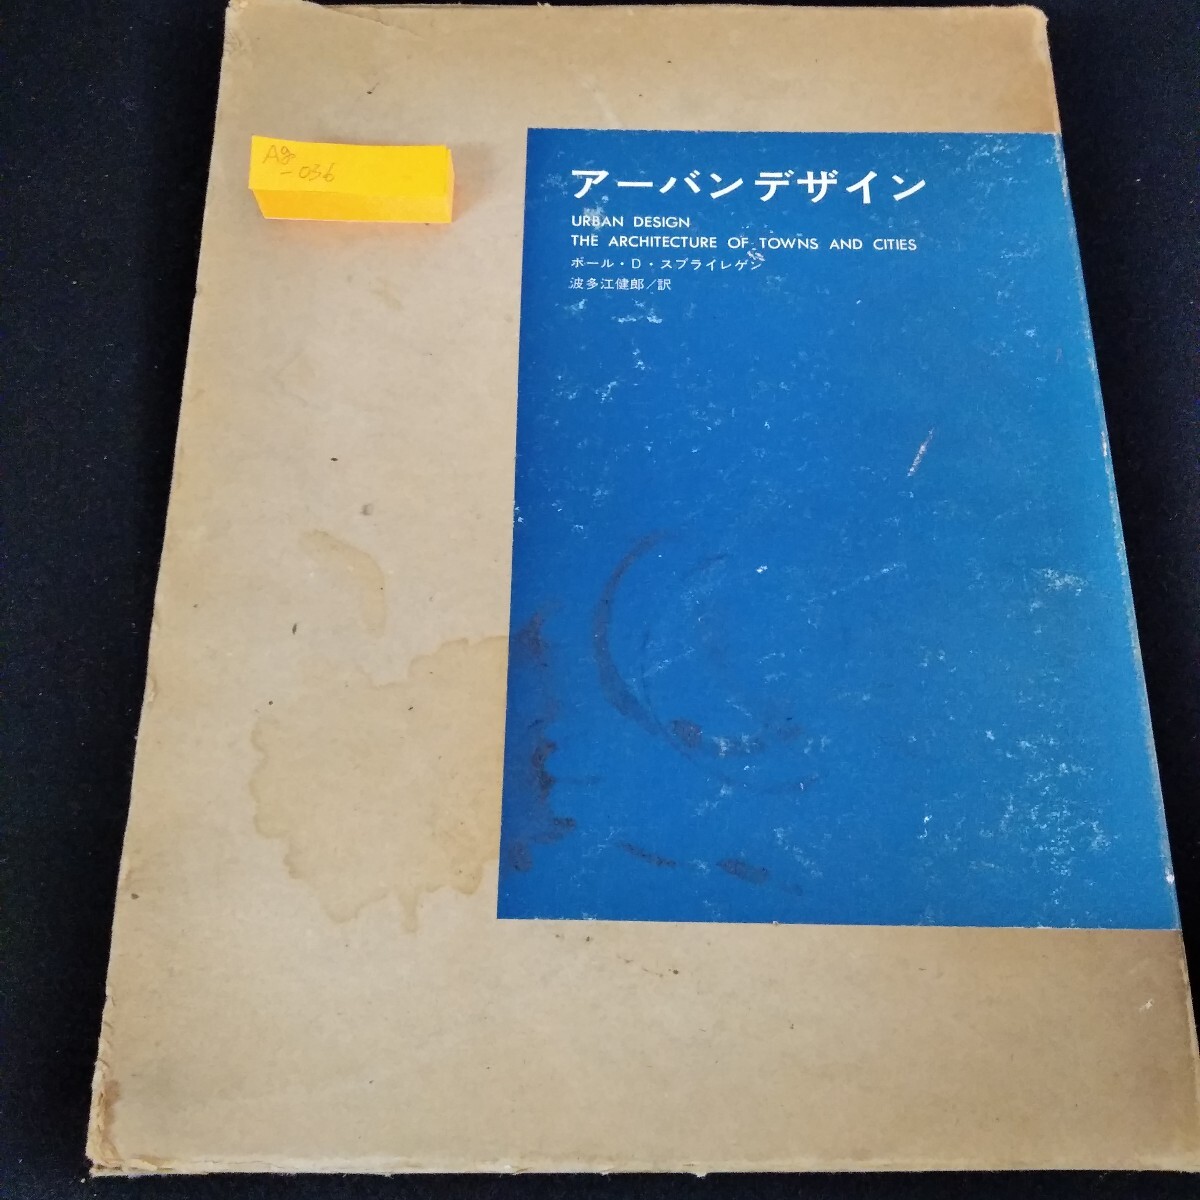 A8
-036
アーバンデザイン
URBAN DESIGN
THE ARCHITECTURE OF TOWNS AND CITIES
ポール・D・スプライレゲン
波多江健郎／訳